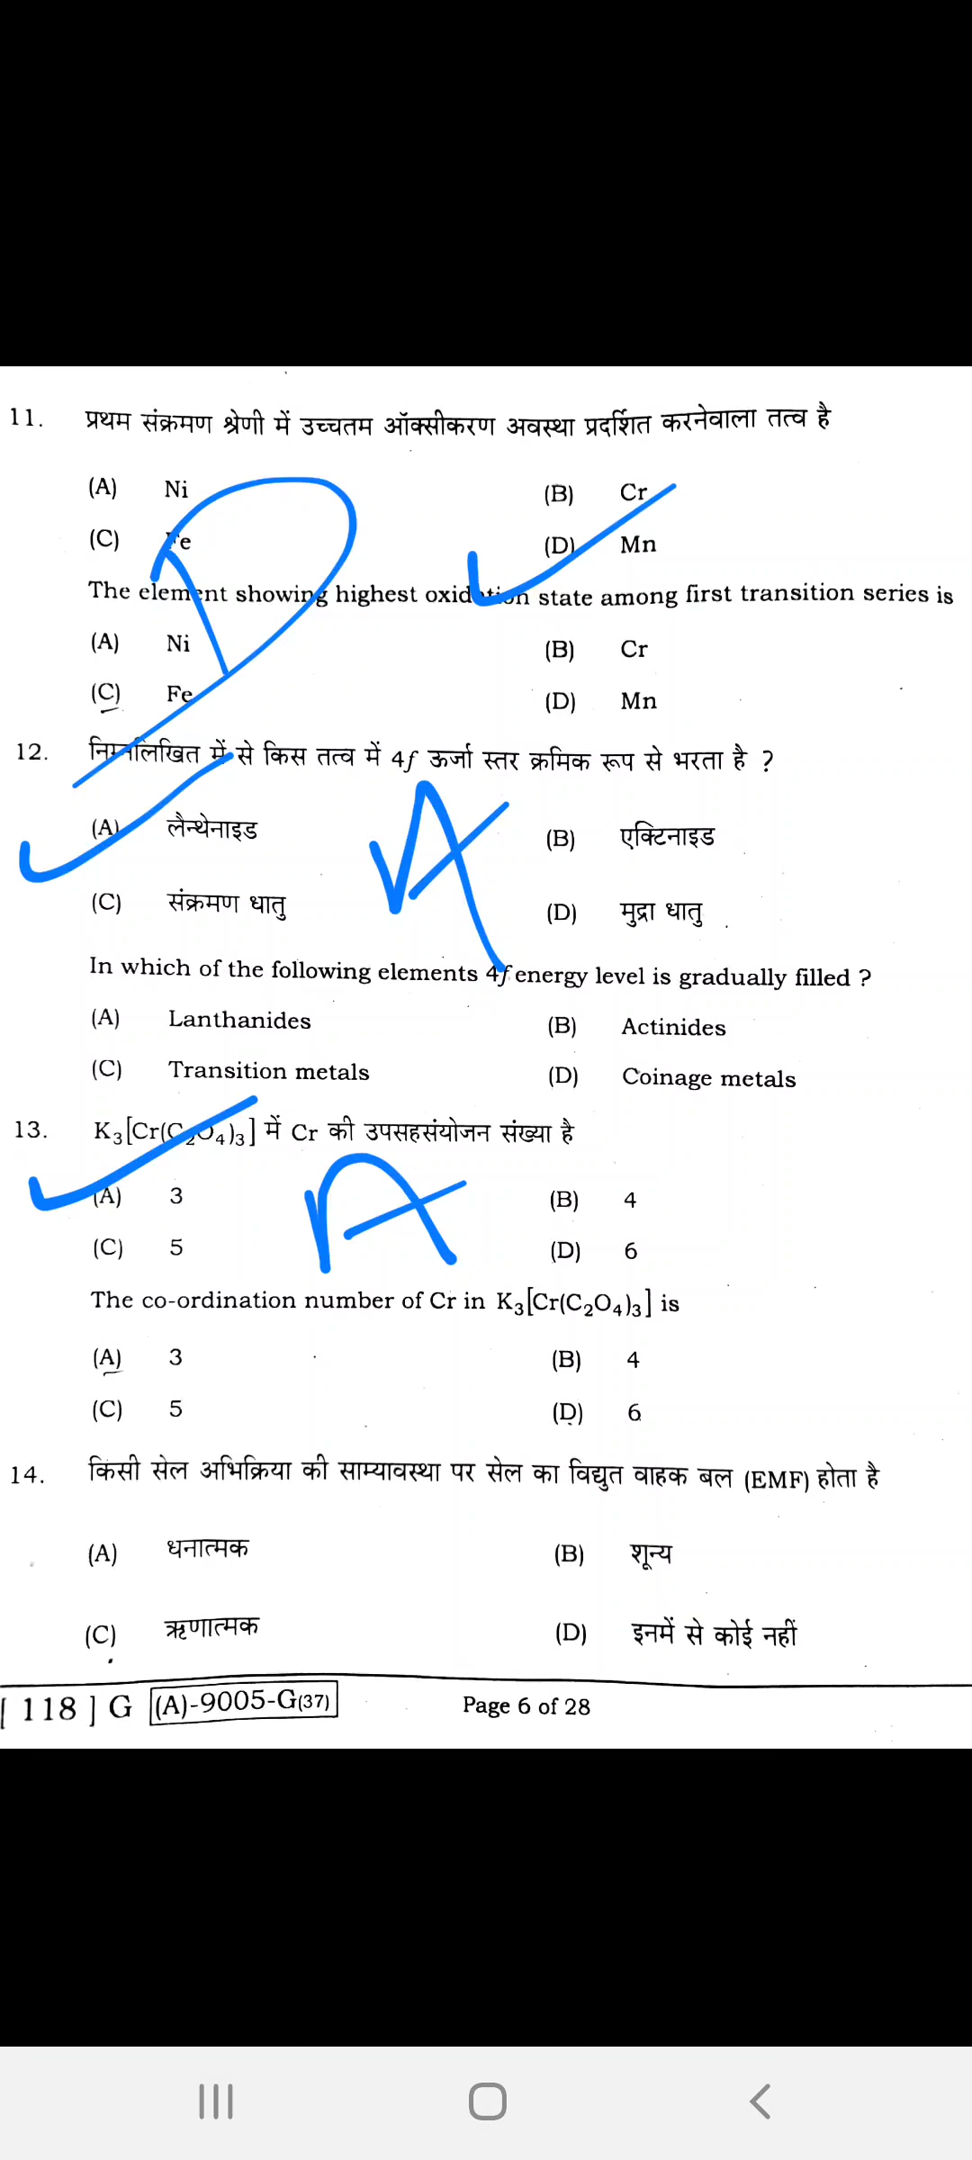 11. प्रथम संक्रमण श्रेणी में उच्चतम ऑक्सीकरण अवस्था प्रदर्शित करनेवाला तत्व है
(A) Ni (B) Cr
(C) Fe (D) Mn
The element showing highest oxidation state among first transition series is
(A) Ni (B) Cr
(C) Fe (D) Mn
D
12. निम्नलिखित में से किस तत्व में 4f ऊर्जा स्तर क्रमिक रूप से भरता है ?
(A) लैन्थेनाइड (B) एक्टिनाइड
(C) संक्रमण धातु (D) मुद्रा धातु
A
In which of the following elements 4f energy level is gradually filled ?
(A) Lanthanides (B) Actinides
(C) Transition metals (D) Coinage metals
13. K₃[Cr(C₂O₄)₃] में Cr की उपसहसंयोजन संख्या है
(A) 3 (B) 4
(C) 5 (D) 6
A
The co-ordination number of Cr in K₃[Cr(C₂O₄)₃] is
(A) 3 (B) 4
(C) 5 (D) 6
14. किसी सेल अभिक्रिया की साम्यावस्था पर सेल का विद्युत वाहक बल (EMF) होता है
(A) धनात्मक (B) शून्य
(C) ऋणात्मक (D) इनमें से कोई नहीं
[ 118 ] G (A)-9005-G(37) Page 6 of 28